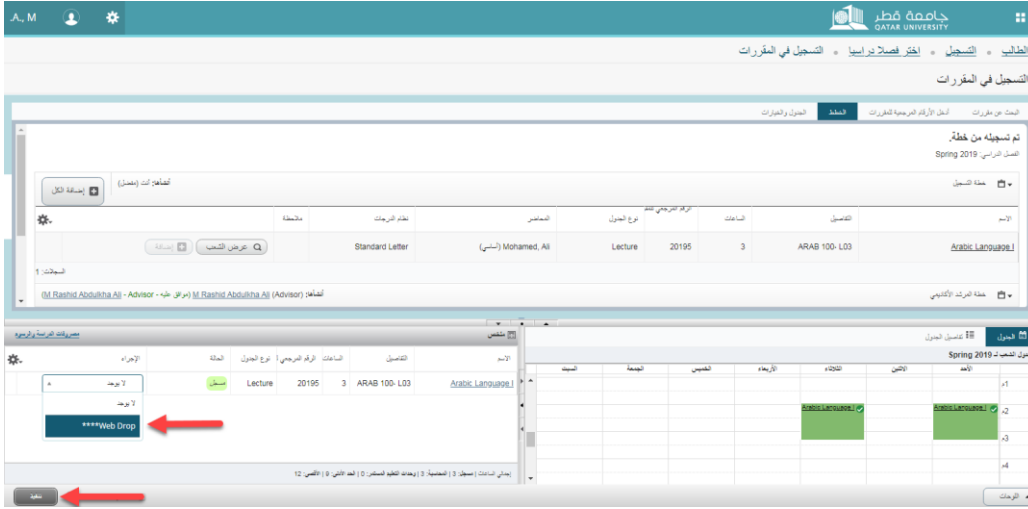 جامعة قطر
QATAR UNIVERSITY
A., M.
الطالب • التسجيل • اختر فصلا دراسيا • التسجيل في المقررات
التسجيل في المقررات
البحث عن مقررات أدخل الأرقام المرجعية للمقررات الخطط الجدول والخيارات
تم تسجيله من خطة.
الفصل الدراسي: Spring 2019
خطة التسجيل أنشأها: أنت (مفضل) إضافة الكل
الاسم التفاصيل الساعات الرقم المرجعي للمق نوع الجدول المحاضر نظام الدرجات ملاحظة
Arabic Language I ARAB 100- L03 3 20195 Lecture Mohamed, Ali (أساسي) Standard Letter عرض الشعب إضافة
السجلات: 1
خطة المرشد الأكاديمي أنشأها: M.Rashid Abdulkha Ali (Advisor) (موافق عليه - M.Rashid Abdulkha Ali - Advisor)
الجدول تفاصيل الجدول
جدول الشعب لـ Spring 2019
الأحد الاثنين الثلاثاء الأربعاء الخميس الجمعة السبت
1م
2م Arabic Language I Arabic Language I
3م
4م
اللوحات
ملخص مصروفات الدراسة والرسوم
الاسم التفاصيل الساعات الرقم المرجعي نوع الجدول الحالة الإجراء
Arabic Language I ARAB 100- L03 3 20195 Lecture مسجل لا يوجد
لا يوجد
****Web Drop
إجمالي الساعات | مسجل: 3 | المحاسبة: 3 | وحدات التعليم المستمر: 0 | الحد الأدنى: 0 | الأقصى: 12
تنفيذ